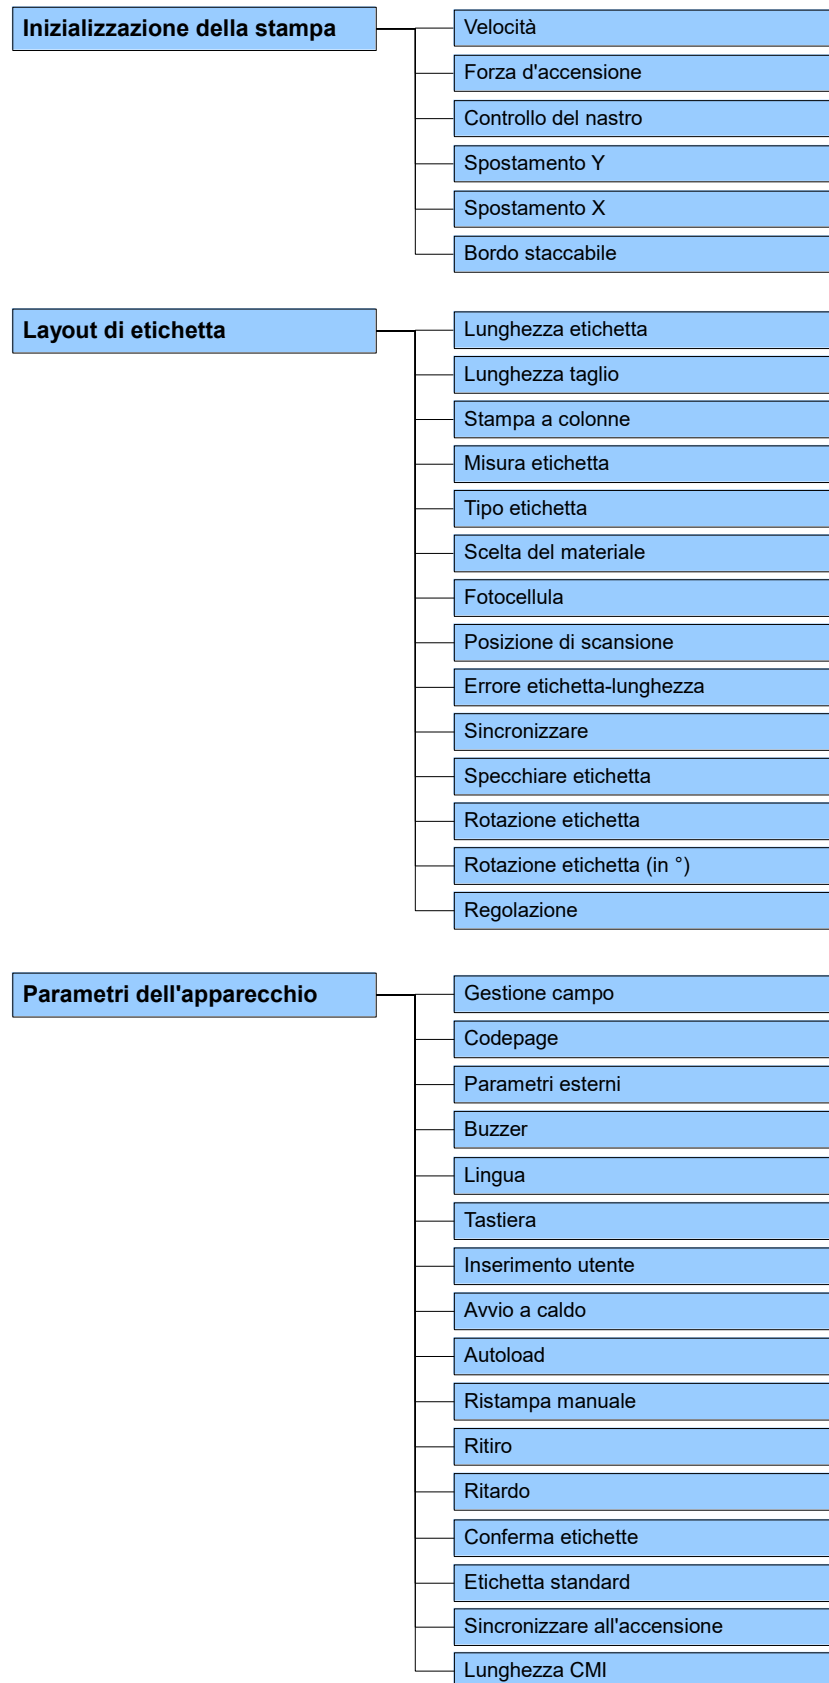 Inizializzazione della stampa
Velocità
Forza d'accensione
Controllo del nastro
Spostamento Y
Spostamento X
Bordo staccabile
Layout di etichetta
Lunghezza etichetta
Lunghezza taglio
Stampa a colonne
Misura etichetta
Tipo etichetta
Scelta del materiale
Fotocellula
Posizione di scansione
Errore etichetta-lunghezza
Sincronizzare
Specchiare etichetta
Rotazione etichetta
Rotazione etichetta (in °)
Regolazione
Parametri dell'apparecchio
Gestione campo
Codepage
Parametri esterni
Buzzer
Lingua
Tastiera
Inserimento utente
Avvio a caldo
Autoload
Ristampa manuale
Ritiro
Ritardo
Conferma etichette
Etichetta standard
Sincronizzare all'accensione
Lunghezza CMI